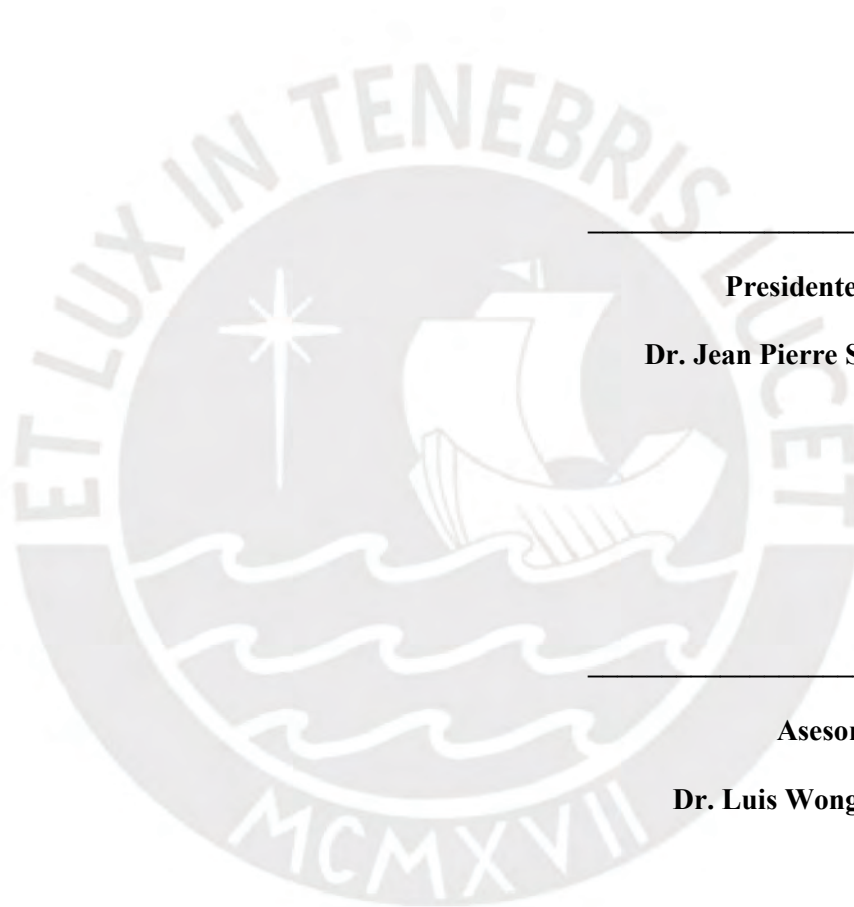 ET LUX IN TENEBRIS LUCET
Presidente
Dr. Jean Pierre S
Asesor
Dr. Luis Wong
MCMXVII